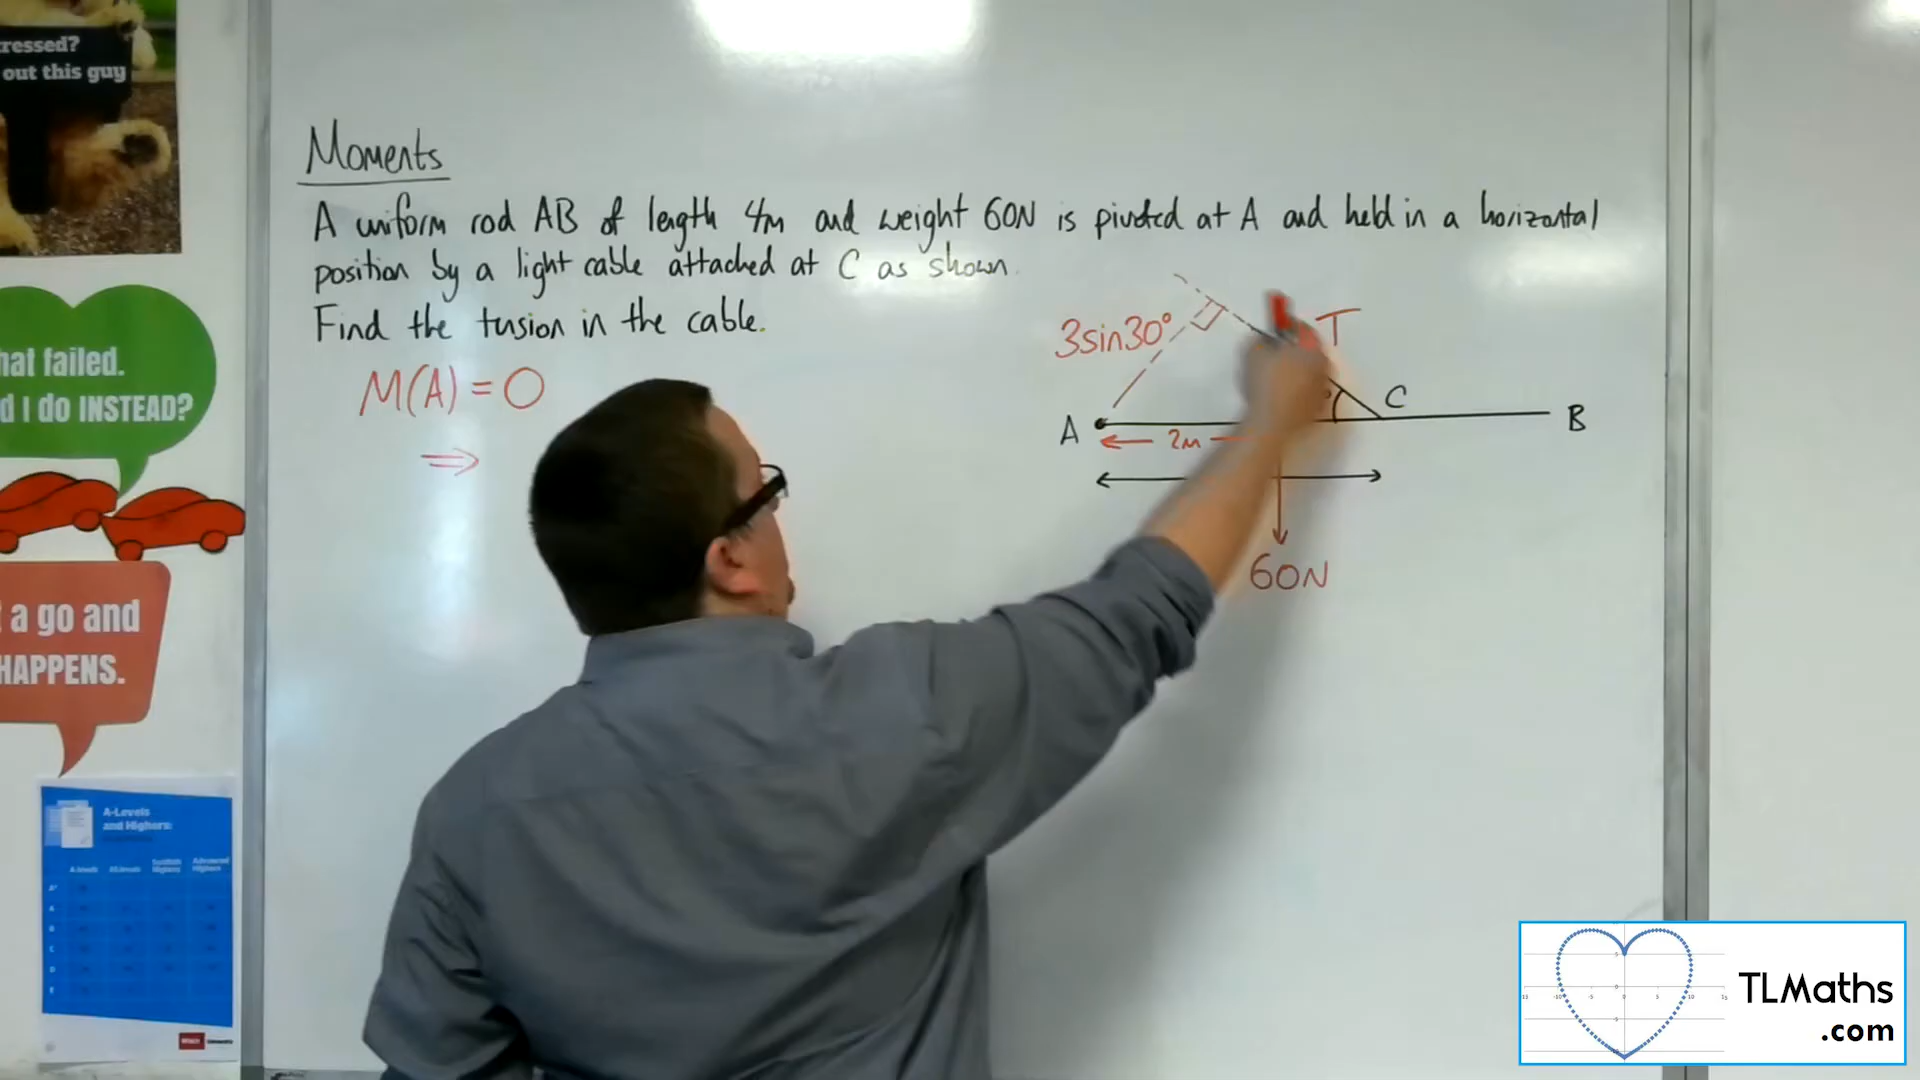 ressed?
out this guy
Moments
A uniform rod AB of length 4m and weight 60N is pivoted at A and held in a horizontal
position by a light cable attached at C as shown.
Find the tension in the cable.
hat failed.
d I do INSTEAD?
M(A) = 0
⇒
3sin30°
T
C
A
B
2m
60N
t a go and
HAPPENS.
A-Levels
and Highers:
TLMaths
.com